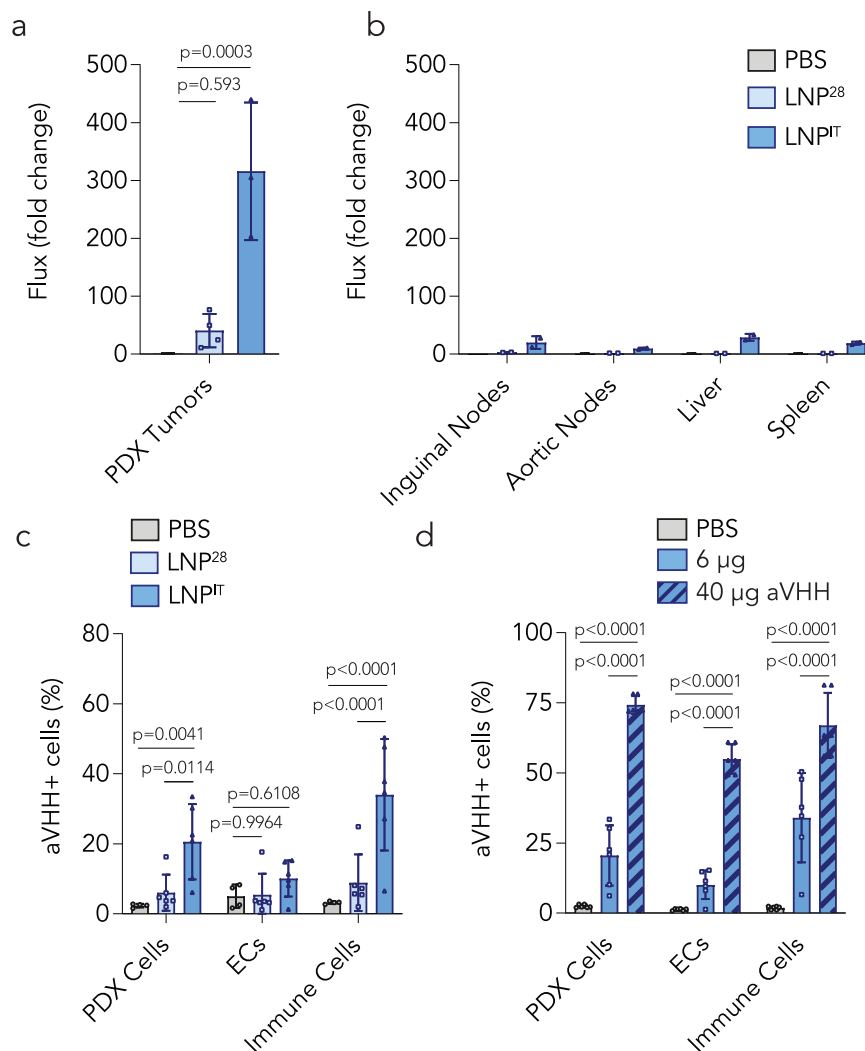 a
p=0.0003
p=0.593
500
400
300
200
100
0
Flux (fold change)
PDX Tumors
b
PBS
LNP²⁸
LNPᴵᵀ
500
400
300
200
100
0
Flux (fold change)
Inguinal Nodes
Aortic Nodes
Liver
Spleen
c
PBS
LNP²⁸
LNPᴵᵀ
80
60
40
20
0
aVHH+ cells (%)
p=0.0041
p=0.0114
p=0.6108
p=0.9964
p<0.0001
p<0.0001
PDX Cells
ECs
Immune Cells
d
PBS
6 µg
40 µg aVHH
100
75
50
25
0
aVHH+ cells (%)
p<0.0001
p<0.0001
p<0.0001
p<0.0001
p<0.0001
p<0.0001
PDX Cells
ECs
Immune Cells